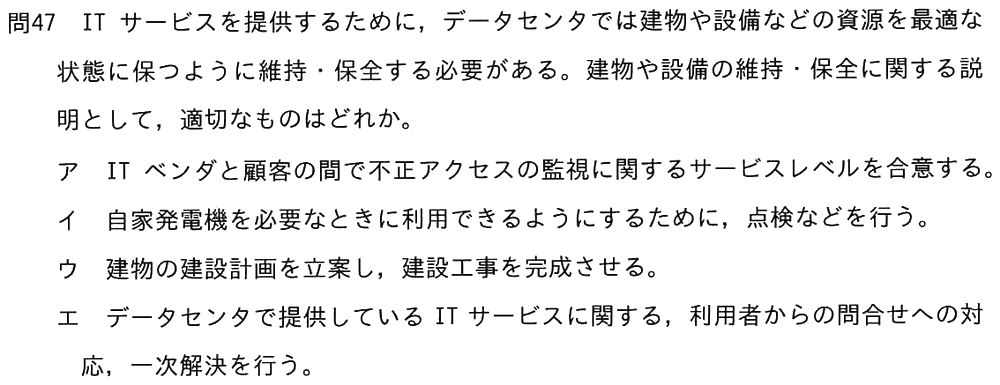 問47 IT サービスを提供するために，データセンタでは建物や設備などの資源を最適な
状態に保つように維持・保全する必要がある。建物や設備の維持・保全に関する説
明として，適切なものはどれか。
ア IT ベンダと顧客の間で不正アクセスの監視に関するサービスレベルを合意する。
イ 自家発電機を必要なときに利用できるようにするために，点検などを行う。
ウ 建物の建設計画を立案し，建設工事を完成させる。
エ データセンタで提供している IT サービスに関する，利用者からの問合せへの対
応，一次解決を行う。